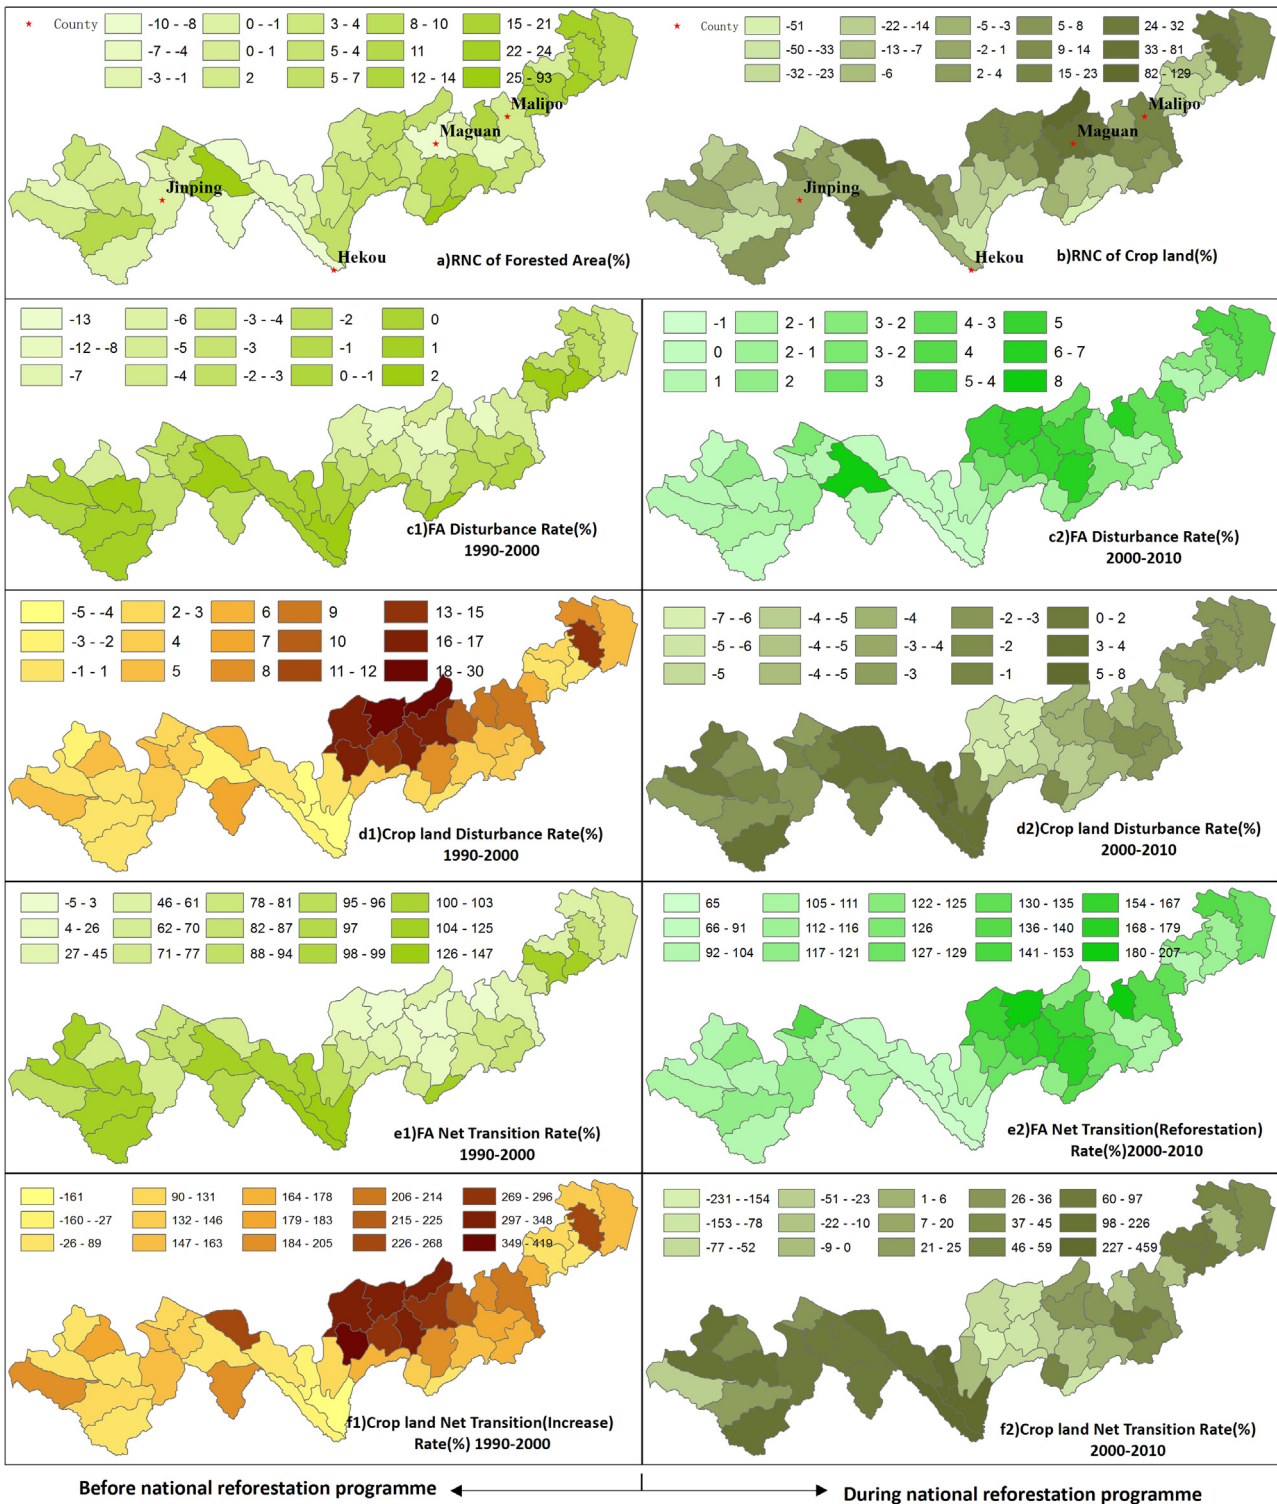 County
-10 - -8 0 - -1 3 - 4 8 - 10 15 - 21
-7 - -4 0 - 1 5 - 4 11 22 - 24
-3 - -1 2 5 - 7 12 - 14 25 - 93
Malipo
Maguan
Jinping
Hekou
a)RNC of Forested Area(%)
County
-51 -22 - -14 -5 - -3 5 - 8 24 - 32
-50 - -33 -13 - -7 -2 - 1 9 - 14 33 - 81
-32 - -23 -6 2 - 4 15 - 23 82 - 129
Malipo
Maguan
Jinping
Hekou
b)RNC of Crop land(%)
-13 -6 -3 - -4 -2 0
-12 - -8 -5 -3 -1 1
-7 -4 -2 - -3 0 - -1 2
c1)FA Disturbance Rate(%)
1990-2000
-1 2 - 1 3 - 2 4 - 3 5
0 2 - 1 3 - 2 4 6 - 7
1 2 3 5 - 4 8
c2)FA Disturbance Rate(%)
2000-2010
-5 - -4 2 - 3 6 9 13 - 15
-3 - -2 4 7 10 16 - 17
-1 - 1 5 8 11 - 12 18 - 30
d1)Crop land Disturbance Rate(%)
1990-2000
-7 - -6 -4 - -5 -4 -2 - -3 0 - 2
-5 - -6 -4 - -5 -3 - -4 -2 3 - 4
-5 -4 - -5 -3 -1 5 - 8
d2)Crop land Disturbance Rate(%)
2000-2010
-5 - 3 46 - 61 78 - 81 95 - 96 100 - 103
4 - 26 62 - 70 82 - 87 97 104 - 125
27 - 45 71 - 77 88 - 94 98 - 99 126 - 147
e1)FA Net Transition Rate(%)
1990-2000
65 105 - 111 122 - 125 130 - 135 154 - 167
66 - 91 112 - 116 126 136 - 140 168 - 179
92 - 104 117 - 121 127 - 129 141 - 153 180 - 207
e2)FA Net Transition(Reforestation)
Rate(%)2000-2010
-161 90 - 131 164 - 178 206 - 214 269 - 296
-160 - -27 132 - 146 179 - 183 215 - 225 297 - 348
-26 - 89 147 - 163 184 - 205 226 - 268 349 - 419
f1)Crop land Net Transition(Increase)
Rate(%) 1990-2000
-231 - -154 -51 - -23 1 - 6 26 - 36 60 - 97
-153 - -78 -22 - -10 7 - 20 37 - 45 98 - 226
-77 - -52 -9 - 0 21 - 25 46 - 59 227 - 459
f2)Crop land Net Transition Rate(%)
2000-2010
Before national reforestation programme
During national reforestation programme